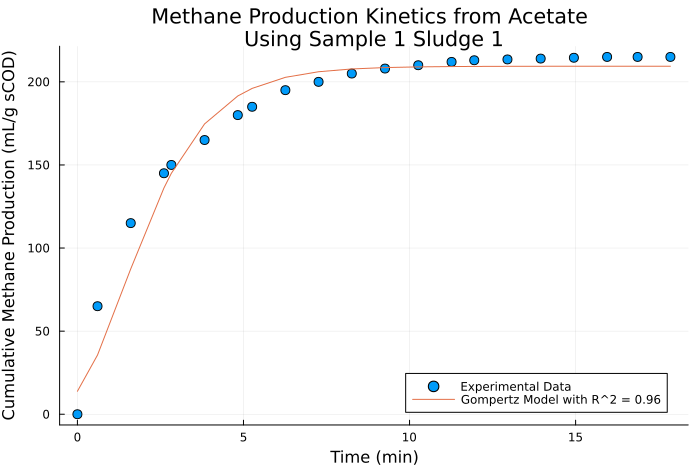 Methane Production Kinetics from Acetate
Using Sample 1 Sludge 1
Cumulative Methane Production (mL/g sCOD)
200
150
100
50
0
0 5 10 15
Time (min)
Experimental Data
Gompertz Model with R^2 = 0.96